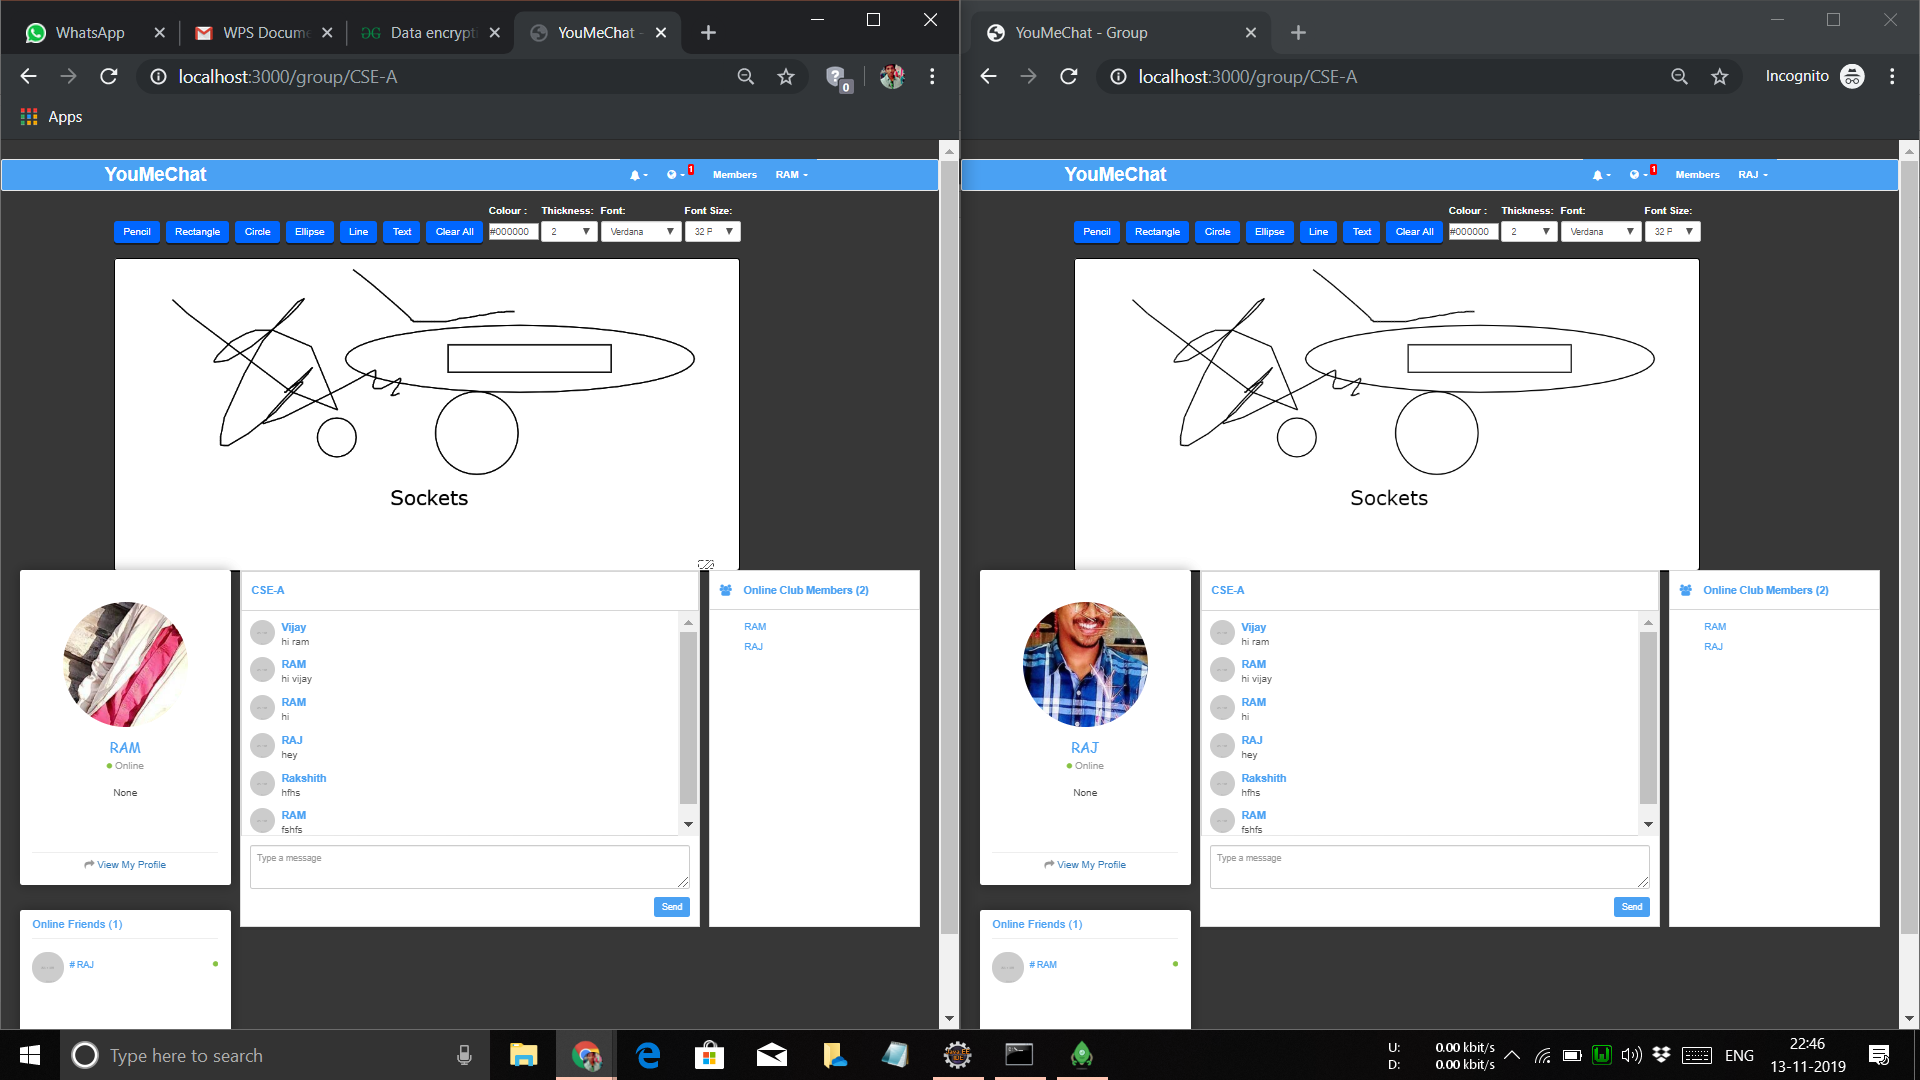 WhatsApp
WPS Docume
Data encrypti
YouMeChat -
localhost:3000/group/CSE-A
0
Apps
YouMeChat
1
Members
RAM
Colour :
Thickness:
Font:
Font Size:
Pencil
Rectangle
Circle
Ellipse
Line
Text
Clear All
#000000
2
Verdana
32 P
Sockets
RAM
Online
None
View My Profile
Online Friends (1)
# RAJ
CSE-A
Vijay
hi ram
RAM
hi vijay
RAM
hi
RAJ
hey
Rakshith
hfhs
RAM
fshfs
Type a message
Send
Online Club Members (2)
RAM
RAJ
YouMeChat - Group
localhost:3000/group/CSE-A
Incognito
YouMeChat
1
Members
RAJ
Colour :
Thickness:
Font:
Font Size:
Pencil
Rectangle
Circle
Ellipse
Line
Text
Clear All
#000000
2
Verdana
32 P
Sockets
RAJ
Online
None
View My Profile
Online Friends (1)
# RAM
CSE-A
Vijay
hi ram
RAM
hi vijay
RAM
hi
RAJ
hey
Rakshith
hfhs
RAM
fshfs
Type a message
Send
Online Club Members (2)
RAM
RAJ
Type here to search
U: 0.00 kbit/s
D: 0.00 kbit/s
ENG
22:46
13-11-2019